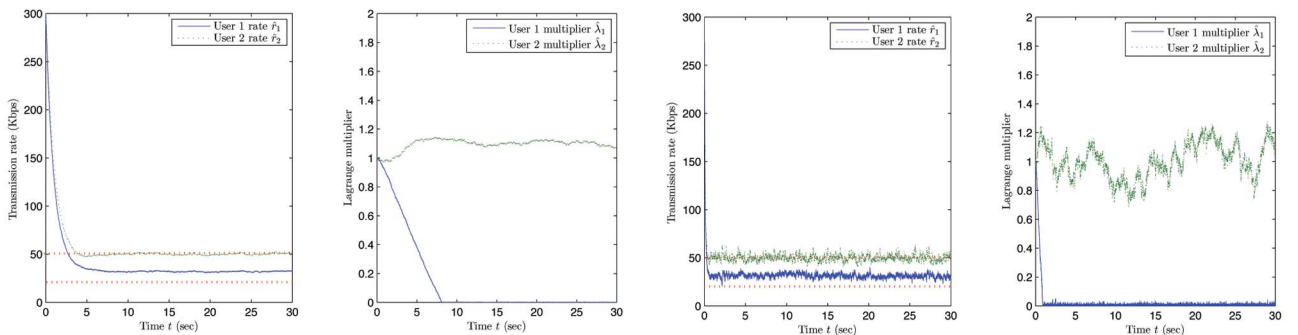 300
250
200
150
100
50
0
Transmission rate (Kbps)
User 1 rate r̂₁
User 2 rate r̂₂
0 5 10 15 20 25 30
Time t (sec)
2
1.8
1.6
1.4
1.2
1
0.8
0.6
0.4
0.2
0
Lagrange multiplier
User 1 multiplier λ̂₁
User 2 multiplier λ̂₂
0 5 10 15 20 25 30
Time t (sec)
300
250
200
150
100
50
0
Transmission rate (Kbps)
User 1 rate r̂₁
User 2 rate r̂₂
0 5 10 15 20 25 30
Time t (sec)
2
1.8
1.6
1.4
1.2
1
0.8
0.6
0.4
0.2
0
Lagrange multiplier
User 1 multiplier λ̂₁
User 2 multiplier λ̂₂
0 5 10 15 20 25 30
Time t (sec)